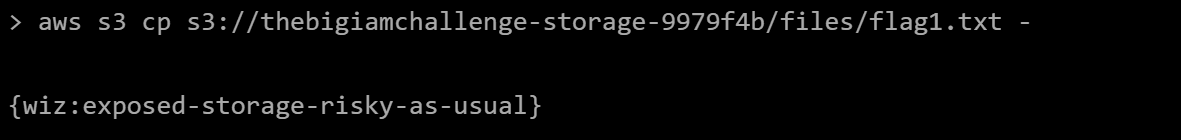 > aws s3 cp s3://thebigiamchallenge-storage-9979f4b/files/flag1.txt -
{wiz:exposed-storage-risky-as-usual}